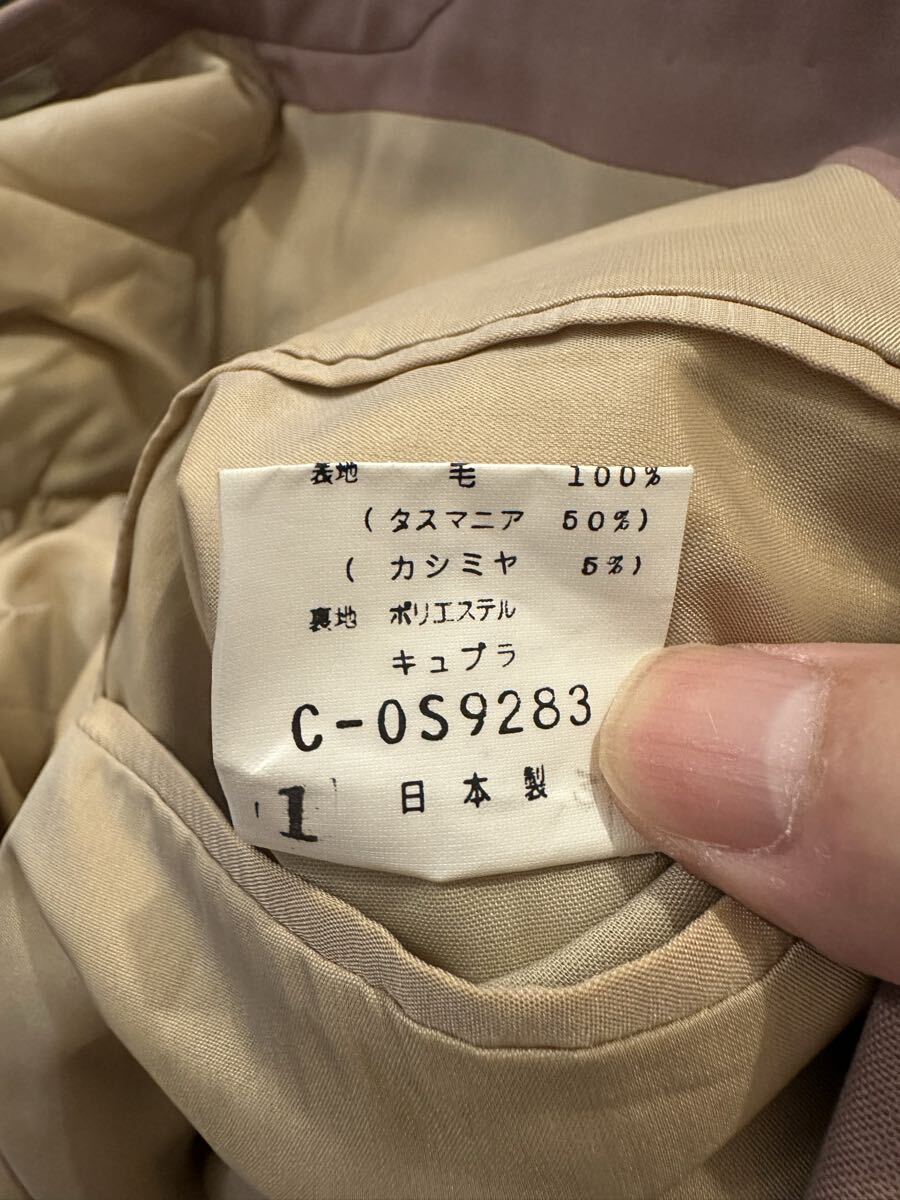 表地 毛 100%
(タスマニア 50%)
(カシミヤ 5%)
裏地 ポリエステル
キュプラ
C-0S9283
1 日本製